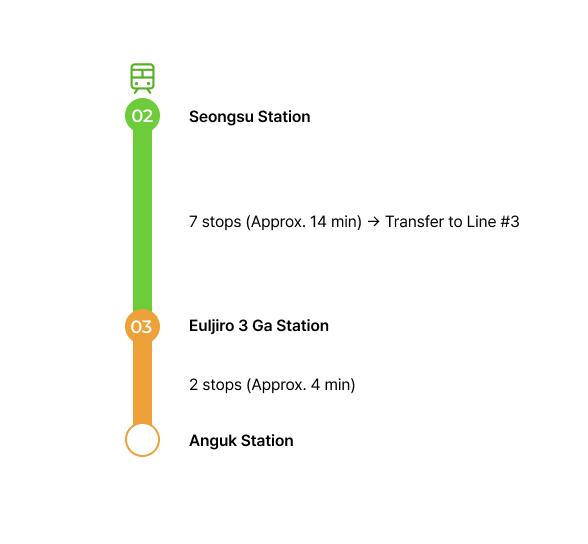 02
Seongsu Station
7 stops (Approx. 14 min) → Transfer to Line #3
03
Euljiro 3 Ga Station
2 stops (Approx. 4 min)
Anguk Station